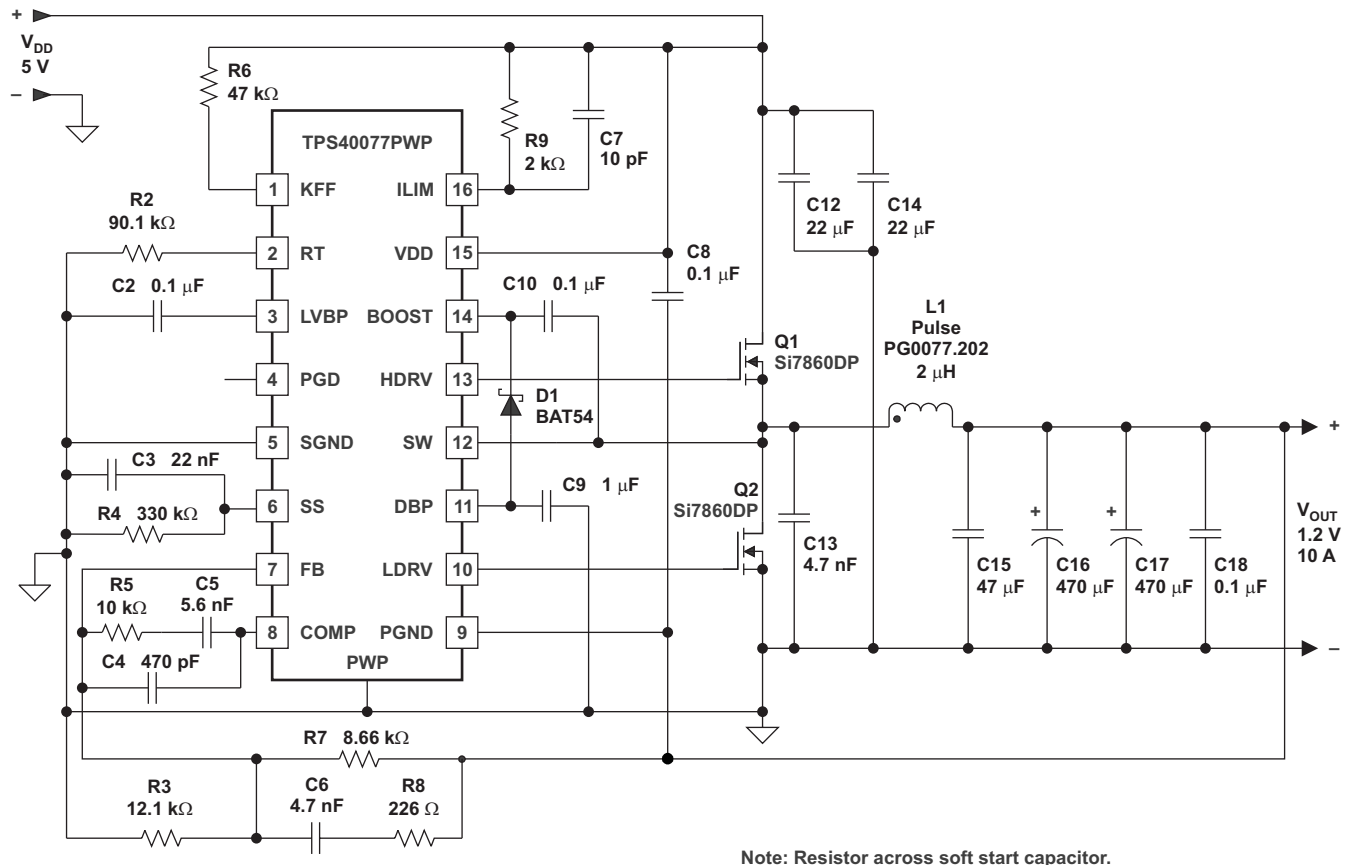 +
V_DD
5 V
–
R6
47 kΩ
TPS40077PWP
R9
2 kΩ
C7
10 pF
1 KFF
ILIM 16
R2
90.1 kΩ
2 RT
VDD 15
C12
22 μF
C14
22 μF
C8
0.1 μF
C2 0.1 μF
C10 0.1 μF
3 LVBP
BOOST 14
L1
Pulse
PG0077.202
2 μH
Q1
Si7860DP
4 PGD
HDRV 13
D1
BAT54
5 SGND
SW 12
+
C3 22 nF
C9 1 μF
Q2
Si7860DP
6 SS
DBP 11
R4 330 kΩ
C13
4.7 nF
+
+
V_OUT
1.2 V
10 A
C15
47 μF
C16
470 μF
C17
470 μF
C18
0.1 μF
7 FB
LDRV 10
R5
10 kΩ
C5
5.6 nF
8 COMP
PGND 9
C4 470 pF
PWP
–
R7 8.66 kΩ
R3
12.1 kΩ
C6
4.7 nF
R8
226 Ω
Note: Resistor across soft start capacitor.